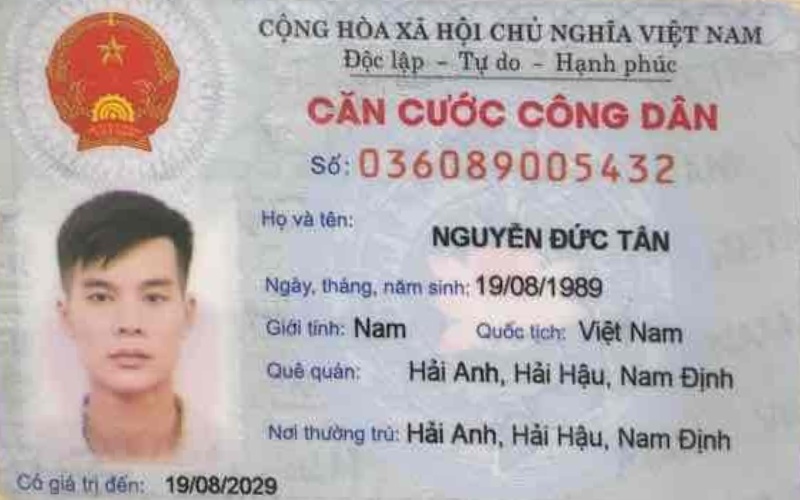 CỘNG HÒA XÃ HỘI CHỦ NGHĨA VIỆT NAM
Độc lập - Tự do - Hạnh phúc
CĂN CƯỚC CÔNG DÂN
Số: 036089005432
Họ và tên:
NGUYỄN ĐỨC TÂN
Ngày, tháng, năm sinh: 19/08/1989
Giới tính: Nam Quốc tịch: Việt Nam
Quê quán: Hải Anh, Hải Hậu, Nam Định
Nơi thường trú: Hải Anh, Hải Hậu, Nam Định
Có giá trị đến: 19/08/2029